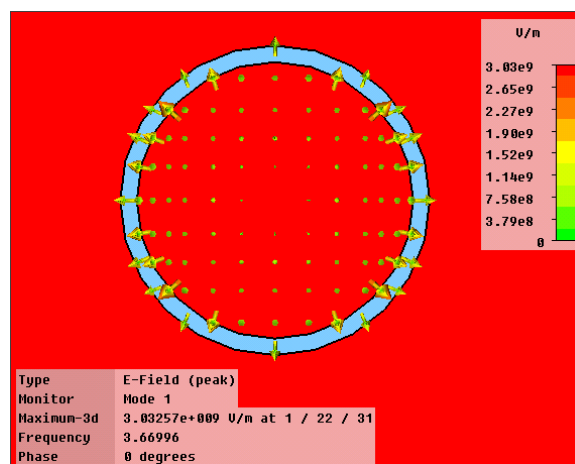 V/m
3.03e9
2.65e9
2.27e9
1.90e9
1.52e9
1.14e9
7.58e8
3.79e8
0
Type E-Field (peak)
Monitor Mode 1
Maximum-3d 3.03257e+009 V/m at 1 / 22 / 31
Frequency 3.66996
Phase 0 degrees